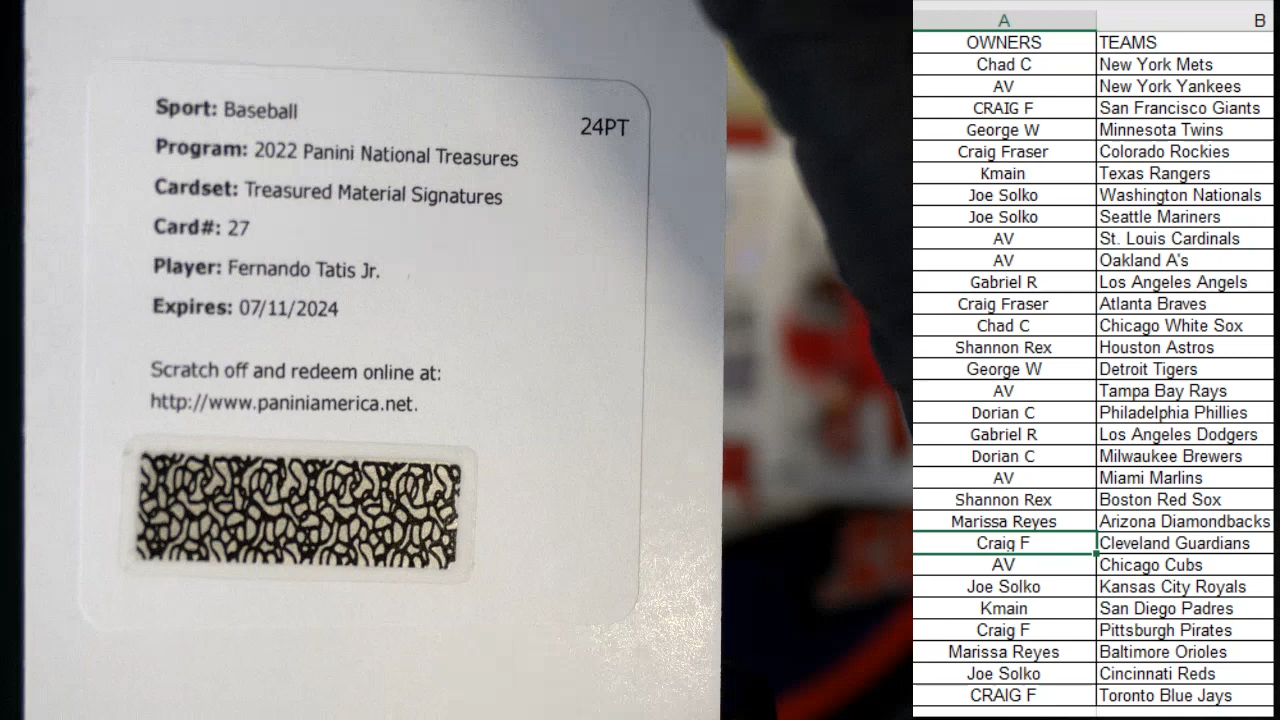 Sport: Baseball
24PT
Program: 2022 Panini National Treasures
Cardset: Treasured Material Signatures
Card#: 27
Player: Fernando Tatis Jr.
Expires: 07/11/2024
Scratch off and redeem online at:
http://www.paniniamerica.net.
A B
OWNERS TEAMS
Chad C New York Mets
AV New York Yankees
CRAIG F San Francisco Giants
George W Minnesota Twins
Craig Fraser Colorado Rockies
Kmain Texas Rangers
Joe Solko Washington Nationals
Joe Solko Seattle Mariners
AV St. Louis Cardinals
AV Oakland A's
Gabriel R Los Angeles Angels
Craig Fraser Atlanta Braves
Chad C Chicago White Sox
Shannon Rex Houston Astros
George W Detroit Tigers
AV Tampa Bay Rays
Dorian C Philadelphia Phillies
Gabriel R Los Angeles Dodgers
Dorian C Milwaukee Brewers
AV Miami Marlins
Shannon Rex Boston Red Sox
Marissa Reyes Arizona Diamondbacks
Craig F Cleveland Guardians
AV Chicago Cubs
Joe Solko Kansas City Royals
Kmain San Diego Padres
Craig F Pittsburgh Pirates
Marissa Reyes Baltimore Orioles
Joe Solko Cincinnati Reds
CRAIG F Toronto Blue Jays